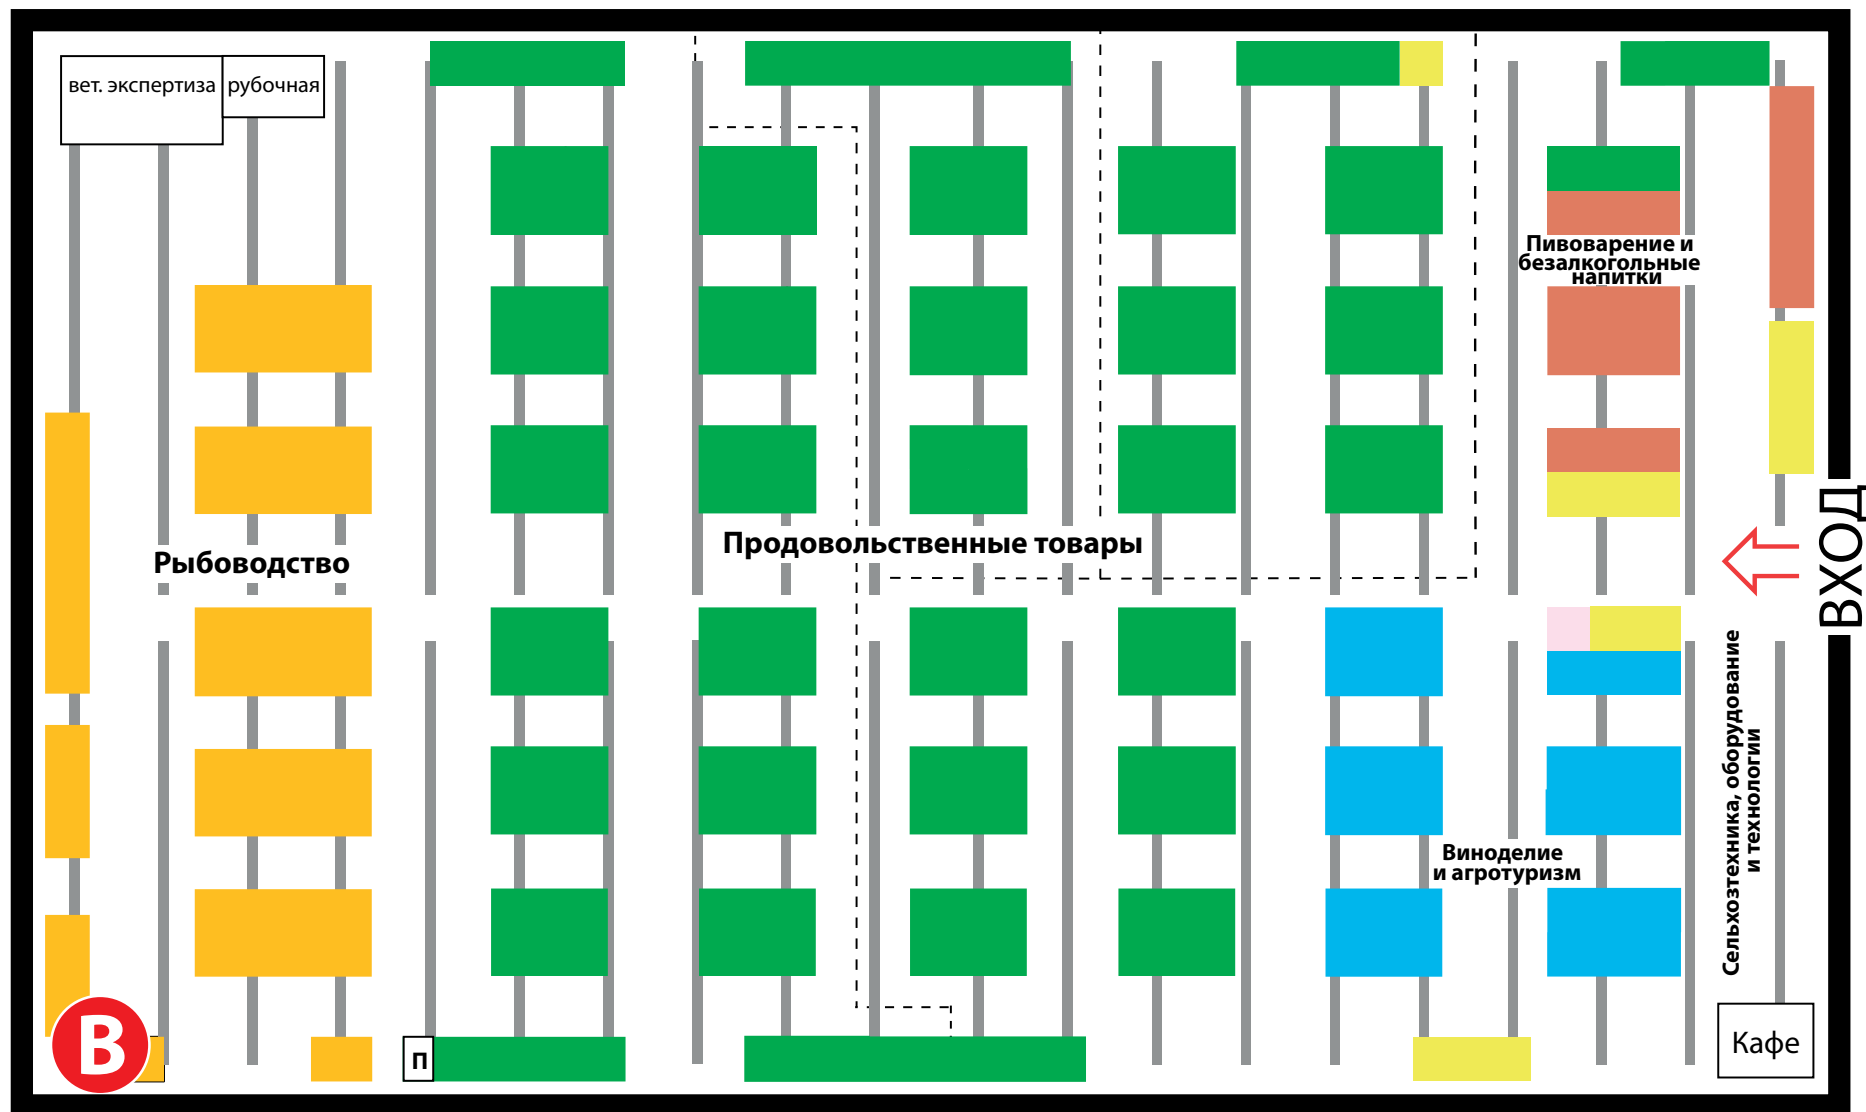 вет. экспертиза
рубочная
Пивоварение и
безалкогольные
напитки
Продовольственные товары
Рыбоводство
ВХОД
Сельхозтехника, оборудование
и технологии
Виноделие
и агротуризм
Кафе
В
П